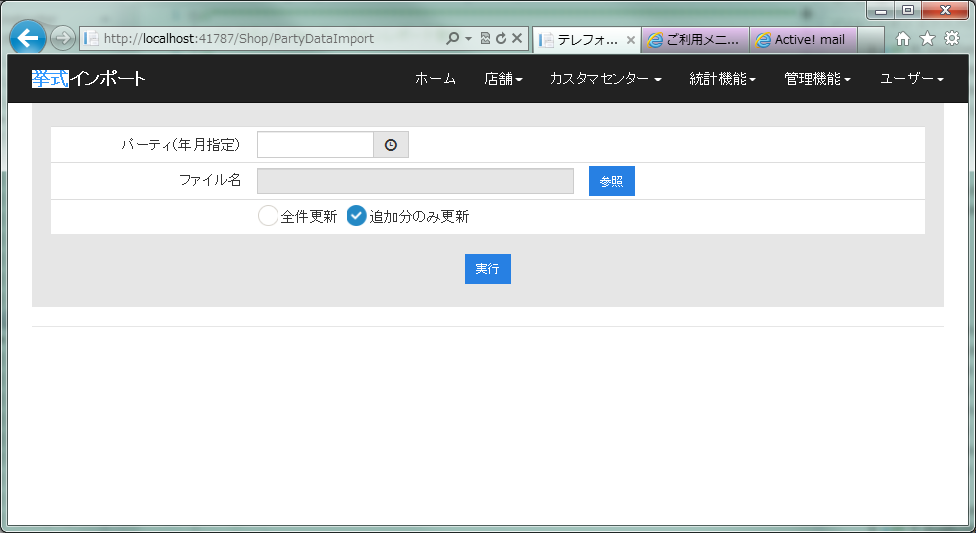 http://localhost:41787/Shop/PartyDataImport
テレフォ...
ご利用メニ...
Active! mail
挙式インポート
ホーム
店舗
カスタマセンター
統計機能
管理機能
ユーザー
パーティ(年月指定)
ファイル名
参照
全件更新
追加分のみ更新
実行